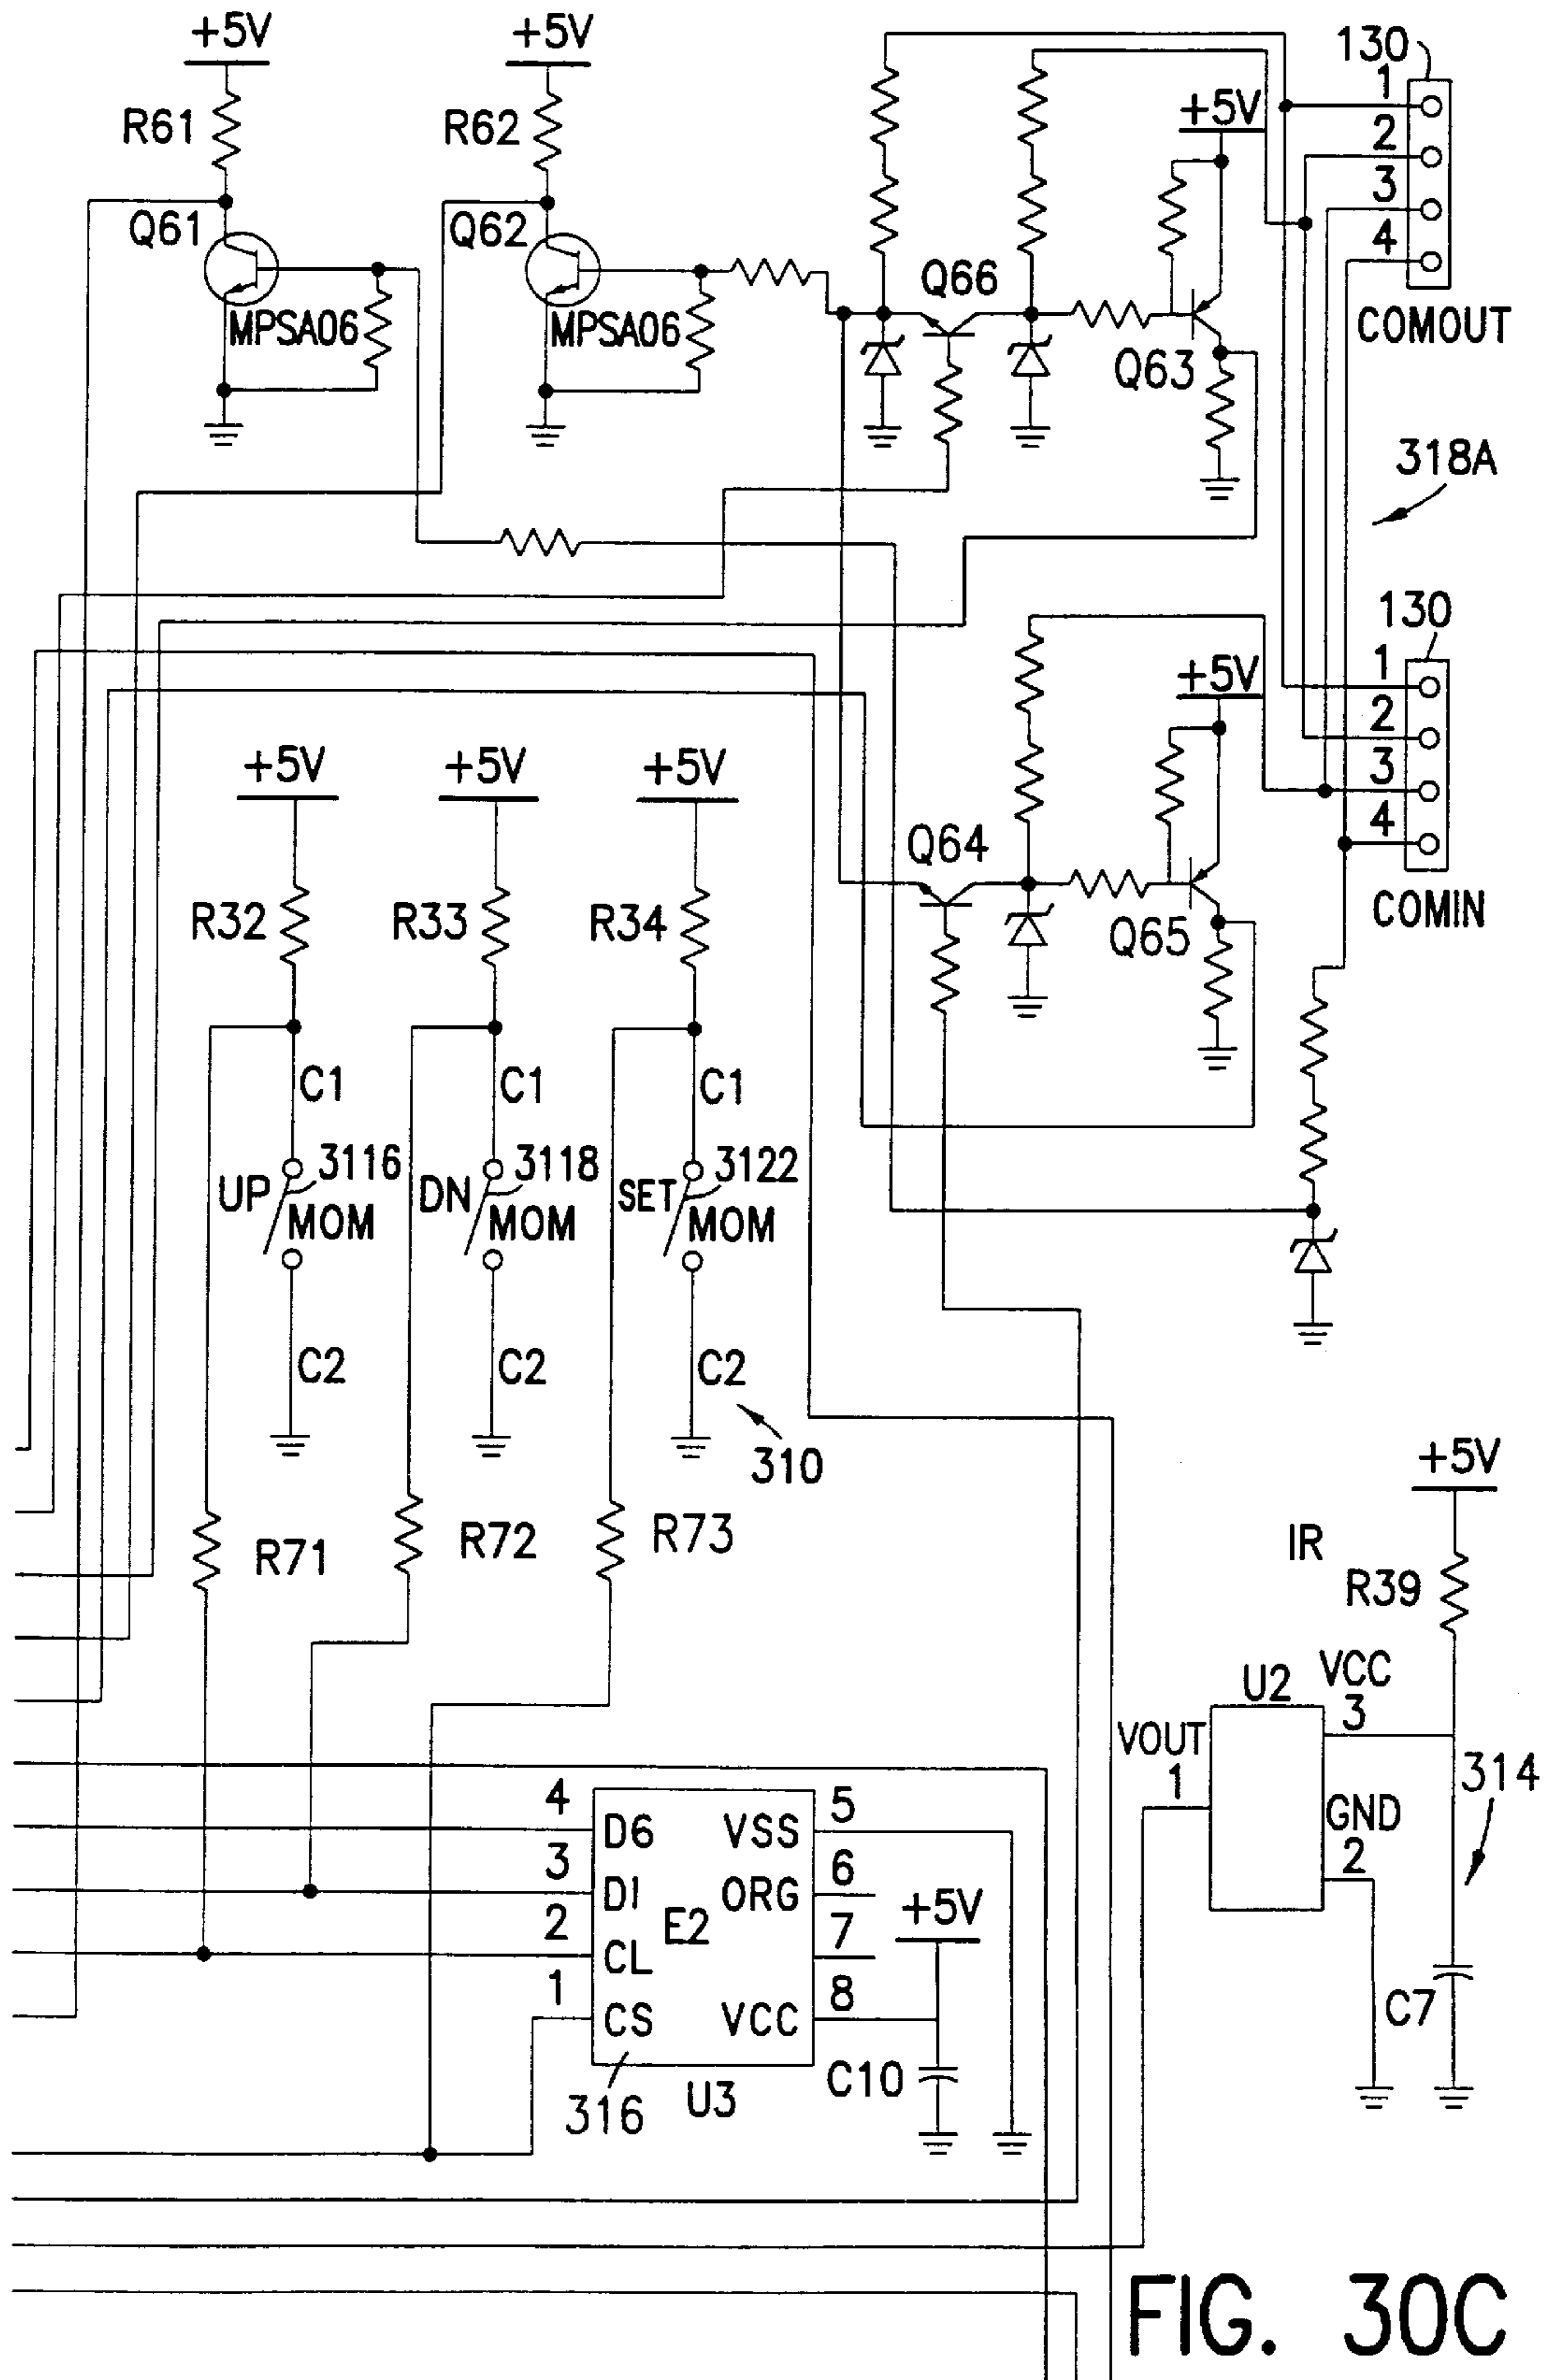 +5V
+5V
130
R61
R62
+5V
1
2
3
4
Q61
Q62
Q66
MPSA06
MPSA06
Q63
COMOUT
318A
130
+5V
1
2
3
4
+5V
+5V
+5V
Q64
COMIN
R32
R33
R34
Q65
C1
C1
C1
UP
3116
MOM
DN
3118
MOM
SET
3122
MOM
C2
C2
C2
310
+5V
R71
R72
R73
IR
R39
U2
VCC
3
VOUT
1
GND
2
314
C7
4
D6
VSS
5
3
DI
ORG
6
E2
+5V
2
CL
7
1
CS
VCC
8
316
U3
C10
FIG. 30C